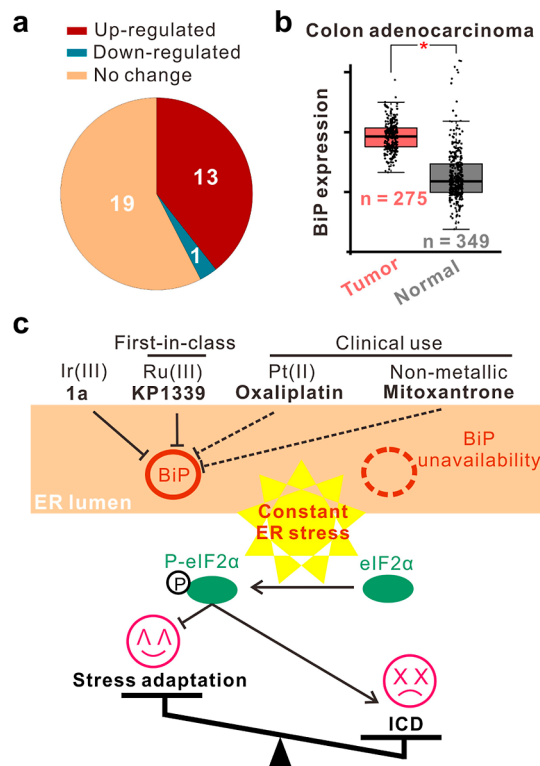 a
Up-regulated
Down-regulated
No change
13
19
1
b
Colon adenocarcinoma
*
BiP expression
n = 275
n = 349
Tumor
Normal
c
First-in-class
Clinical use
Ir(III)
Ru(III)
Pt(II)
Non-metallic
1a
KP1339
Oxaliplatin
Mitoxantrone
BiP
BiP
unavailability
ER lumen
Constant
ER stress
P-eIF2α
eIF2α
P
Λ Λ
X X
Stress adaptation
ICD